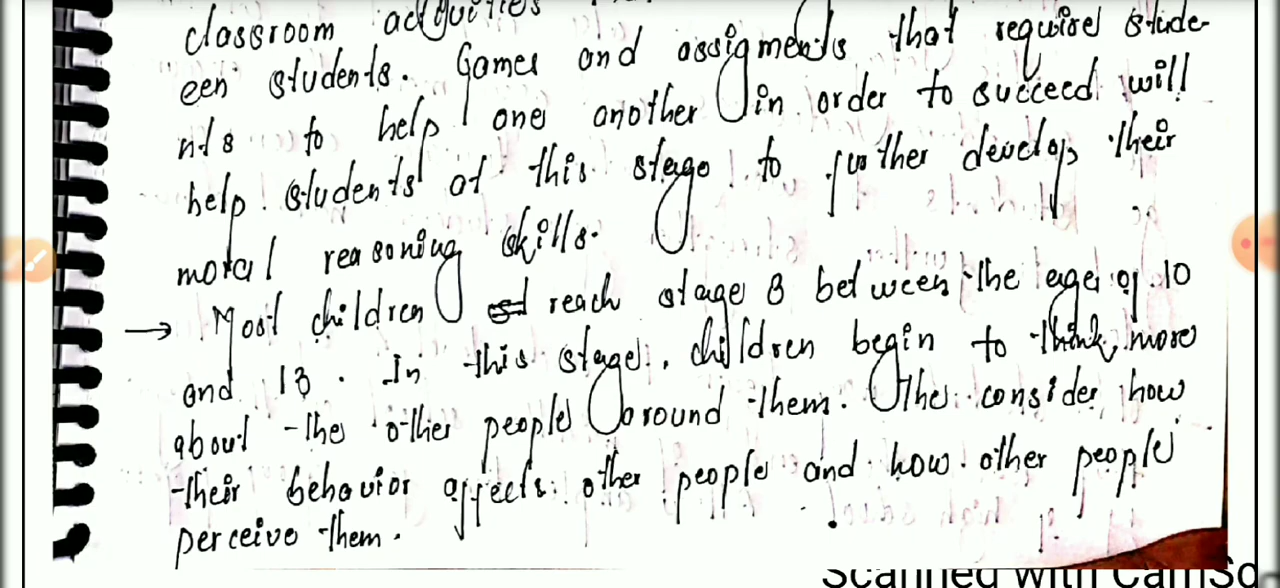 classroom activities
een students. Games and assigments that required stude-
nts to help one another in order to succeed will
help students at this stage to further develop their
moral reasoning skills.
→ Most children reach stage 3 between the age of 10
and 13. In this stage, children begin to think more
about the other people around them. The consider how
their behavior affects other people and how other people
perceive them.
Scanned with CamSc